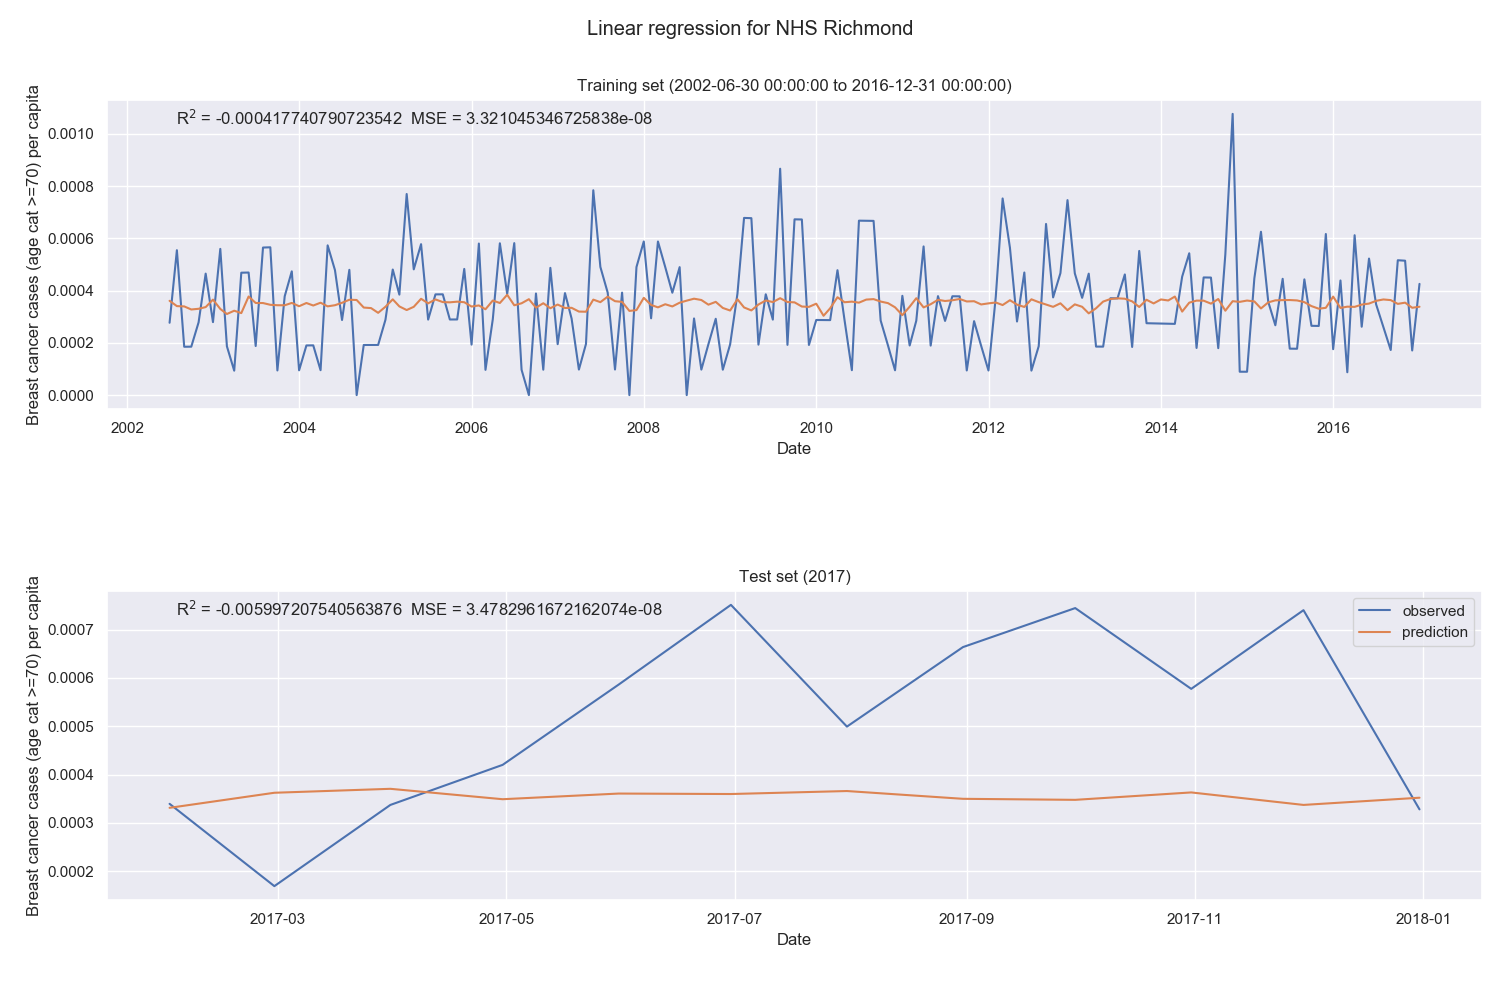 Linear regression for NHS Richmond
Training set (2002-06-30 00:00:00 to 2016-12-31 00:00:00)
R² = -0.000417740790723542 MSE = 3.321045346725838e-08
Breast cancer cases (age cat >=70) per capita
0.0010
0.0008
0.0006
0.0004
0.0002
0.0000
2002 2004 2006 2008 2010 2012 2014 2016
Date
Test set (2017)
R² = -0.005997207540563876 MSE = 3.4782961672162074e-08
observed
prediction
Breast cancer cases (age cat >=70) per capita
0.0007
0.0006
0.0005
0.0004
0.0003
0.0002
2017-03 2017-05 2017-07 2017-09 2017-11 2018-01
Date